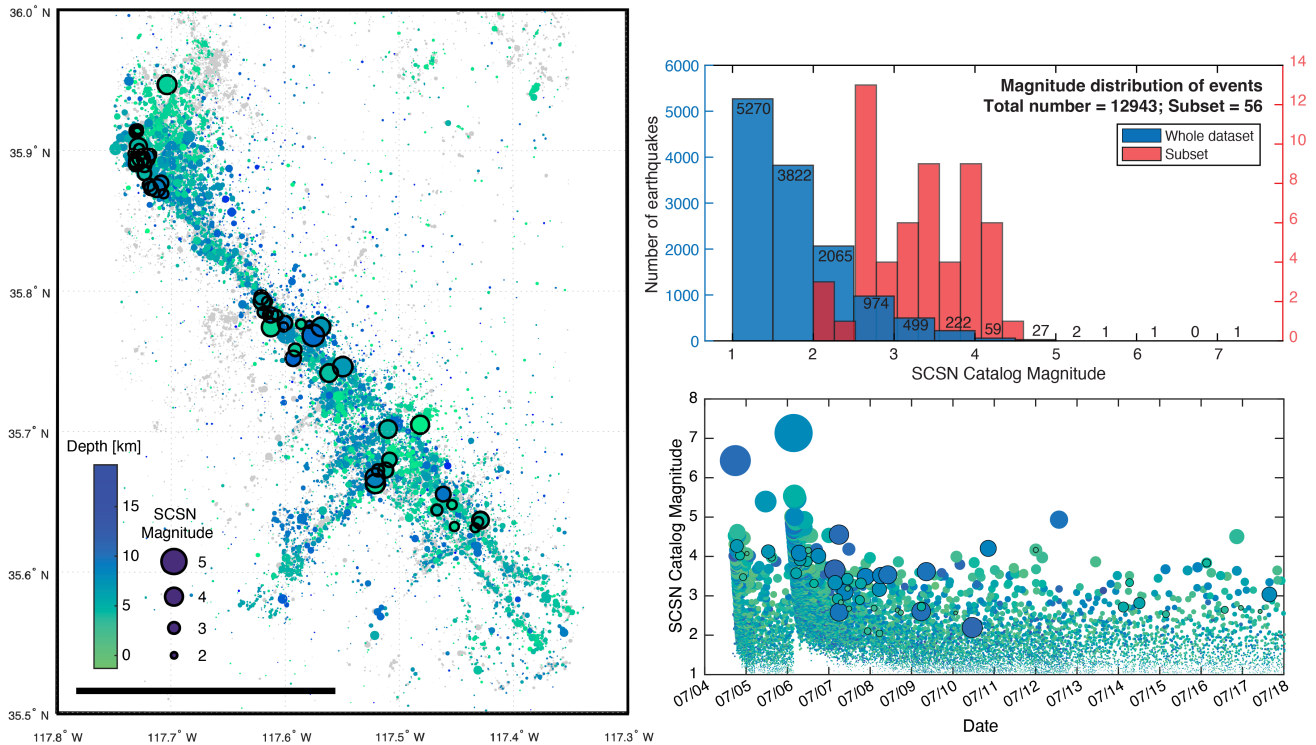 36.0° N
35.9° N
35.8° N
35.7° N
35.6° N
35.5° N
117.8° W
117.7° W
117.6° W
117.5° W
117.4° W
117.3° W
Depth [km]
15
10
5
0
SCSN
Magnitude
5
4
3
2
Magnitude distribution of events
Total number = 12943; Subset = 56
Whole dataset
Subset
Number of earthquakes
6000
5000
4000
3000
2000
1000
0
14
12
10
8
6
4
2
0
5270
3822
2065
974
499
222
59
27
2
1
1
0
1
1
2
3
4
5
6
7
SCSN Catalog Magnitude
SCSN Catalog Magnitude
8
7
6
5
4
3
2
1
07/04
07/05
07/06
07/07
07/08
07/09
07/10
07/11
07/12
07/13
07/14
07/15
07/16
07/17
07/18
Date